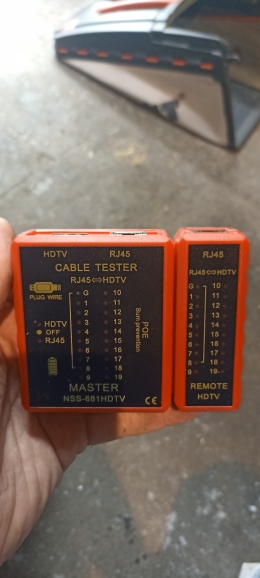 HDTV RJ45
CABLE TESTER
RJ45⇔HDTV
PLUG WIRE
G 10
1 11
2 12
3 13
4 14
5 15
6 16
7 17
8 18
9 19
HDTV
OFF
RJ45
POE
Burn prevention
MASTER
NSS-681HDTV
CE
RJ45
RJ45⇔HDTV
G 10
1 11
2 12
3 13
4 14
5 15
6 16
7 17
8 18
9 19
REMOTE
HDTV